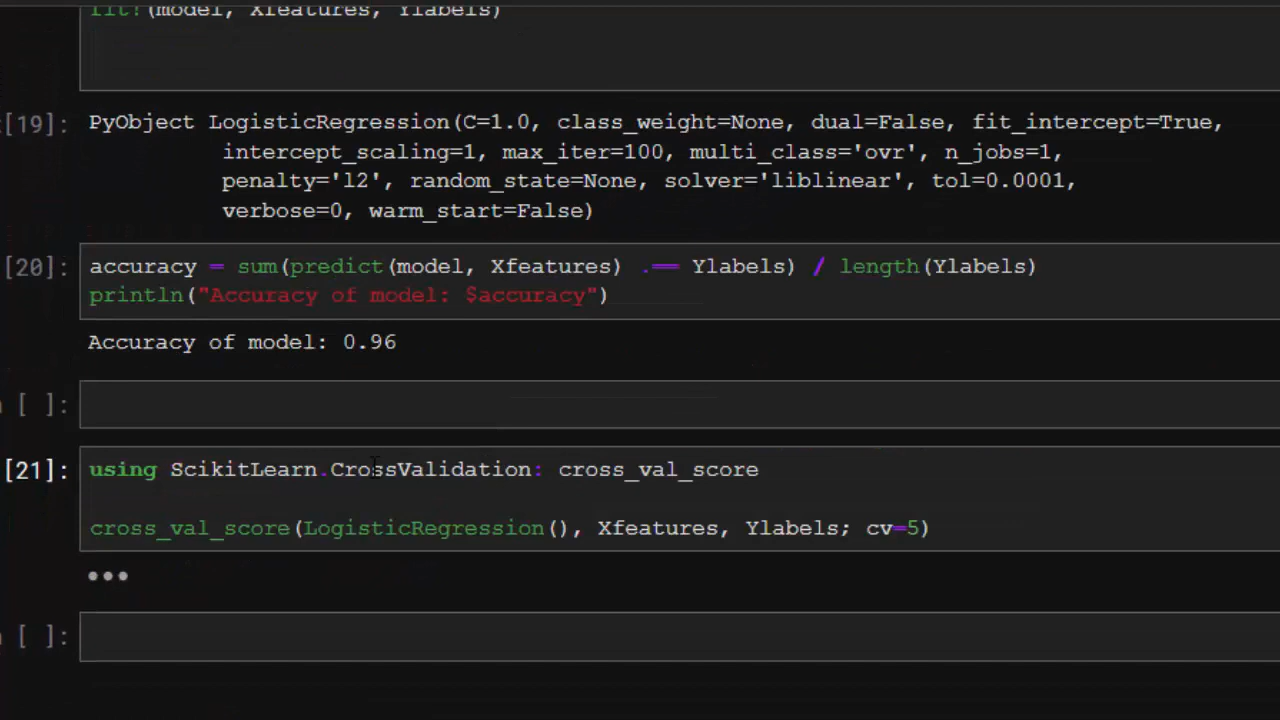 fit!(model, Xfeatures, Ylabels)
[19]: PyObject LogisticRegression(C=1.0, class_weight=None, dual=False, fit_intercept=True,
intercept_scaling=1, max_iter=100, multi_class='ovr', n_jobs=1,
penalty='l2', random_state=None, solver='liblinear', tol=0.0001,
verbose=0, warm_start=False)
[20]: accuracy = sum(predict(model, Xfeatures) .== Ylabels) / length(Ylabels)
println("Accuracy of model: $accuracy")
Accuracy of model: 0.96
[ ]:
[21]: using ScikitLearn.CrossValidation: cross_val_score
cross_val_score(LogisticRegression(), Xfeatures, Ylabels; cv=5)
•••
[ ]: